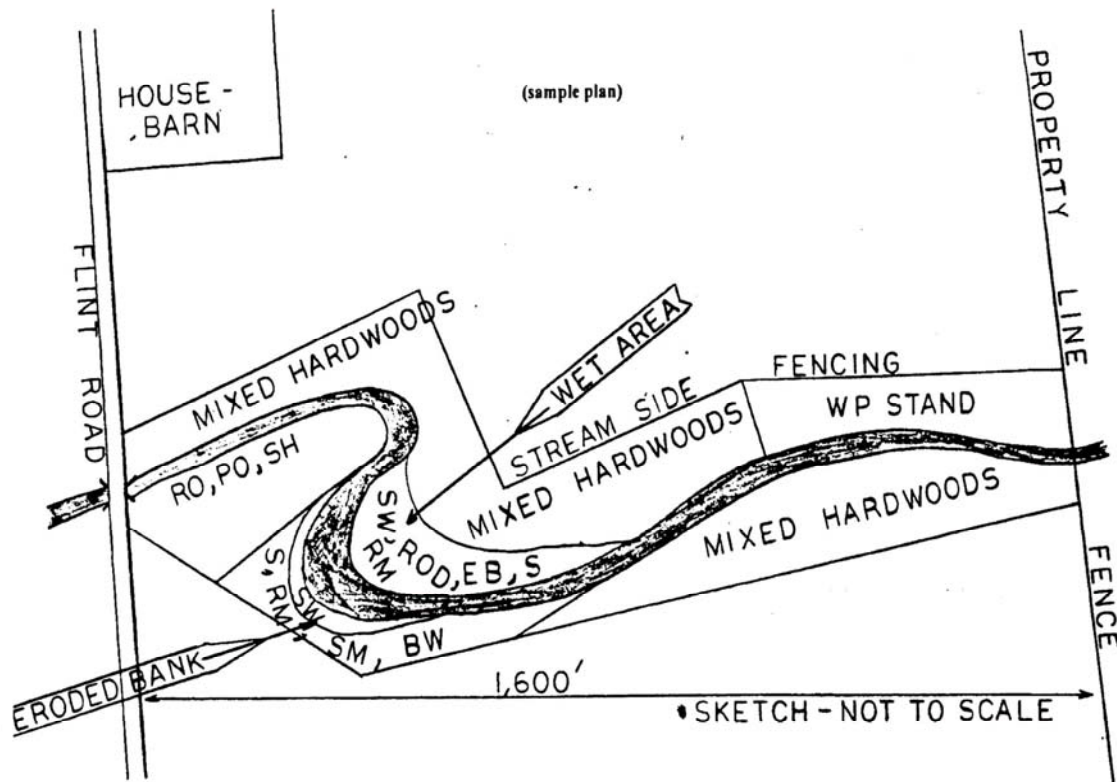 HOUSE -
BARN
(sample plan)
PROPERTY LINE FENCE
FLINT ROAD
MIXED HARDWOODS
WET AREA
FENCING
STREAM SIDE
WP STAND
MIXED HARDWOODS
RO, PO, SH
MIXED HARDWOODS
SW, ROD, EB, S
RM
S, RM, SM, BW
SW
ERODED BANK
1,600'
SKETCH - NOT TO SCALE